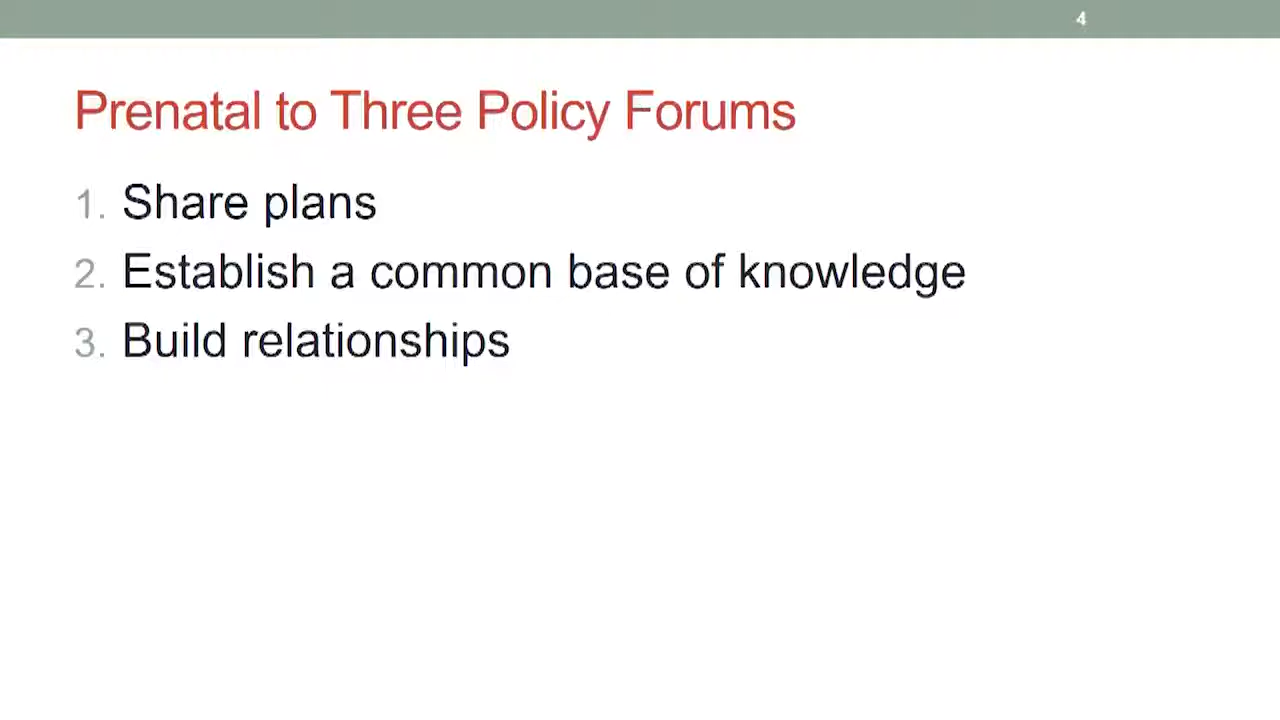 4
Prenatal to Three Policy Forums
1. Share plans
2. Establish a common base of knowledge
3. Build relationships